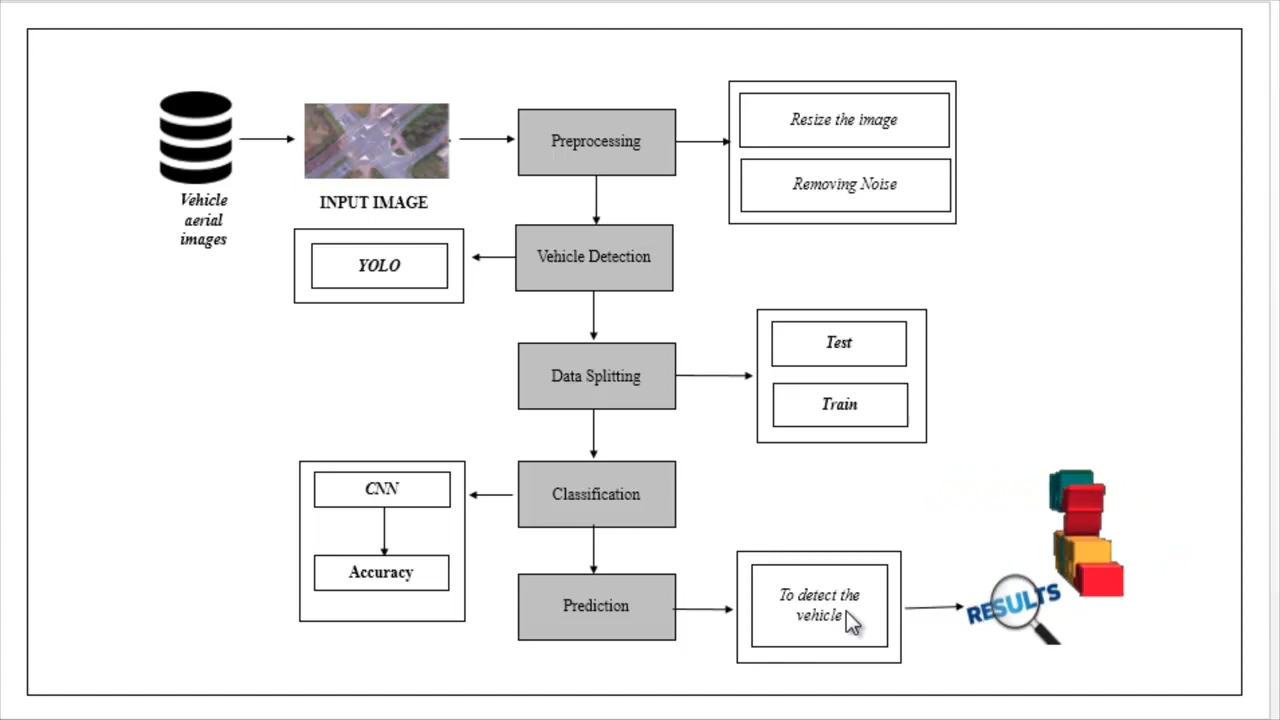 Vehicle
aerial
images
INPUT IMAGE
Preprocessing
Resize the image
Removing Noise
YOLO
Vehicle Detection
Data Splitting
Test
Train
CNN
Accuracy
Classification
Prediction
To detect the
vehicle
RESULTS